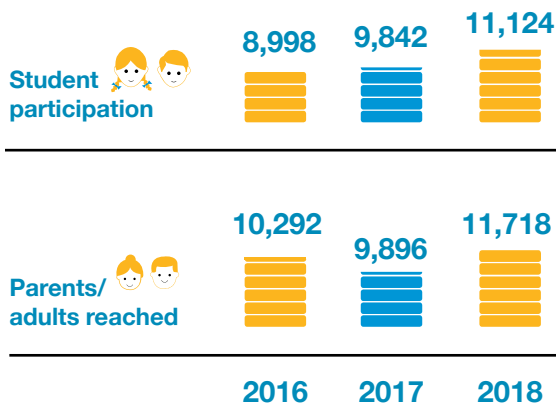 8,998 9,842 11,124
Student
participation
10,292 9,896 11,718
Parents/
adults reached
2016 2017 2018